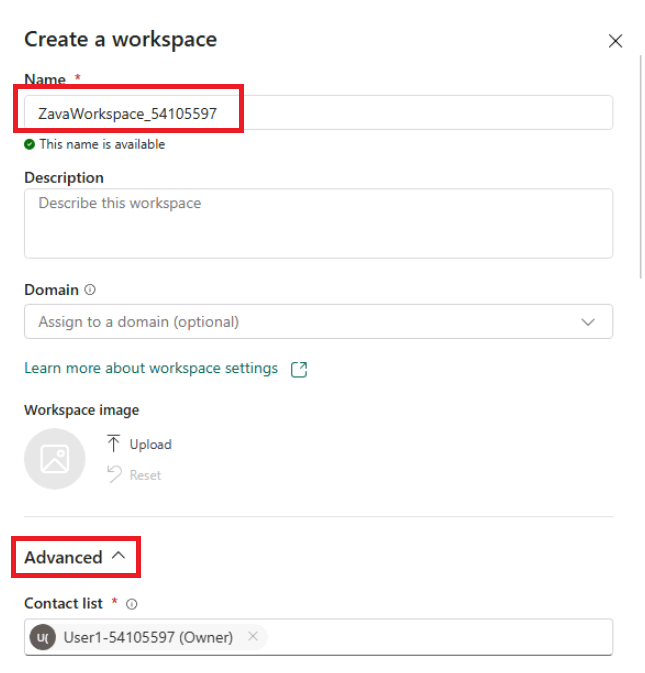 Create a workspace
Name *
ZavaWorkspace_54105597
This name is available
Description
Describe this workspace
Domain
Assign to a domain (optional)
Learn more about workspace settings
Workspace image
Upload
Reset
Advanced
Contact list *
U( User1-54105597 (Owner)